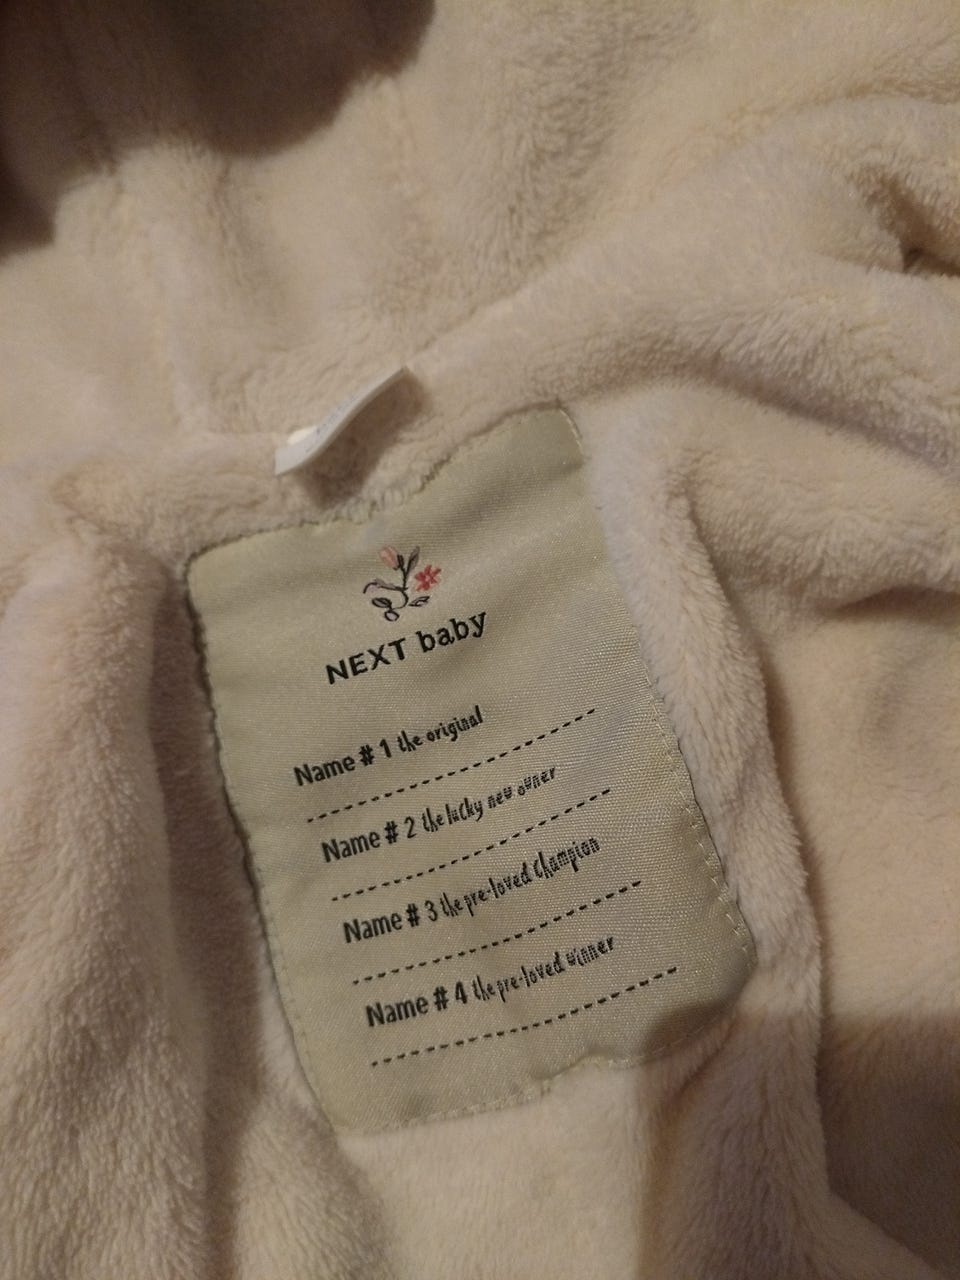 NEXT baby
Name # 1 the original
Name # 2 the lucky new owner
Name # 3 the pre-loved Champion
Name # 4 the pre-loved winner